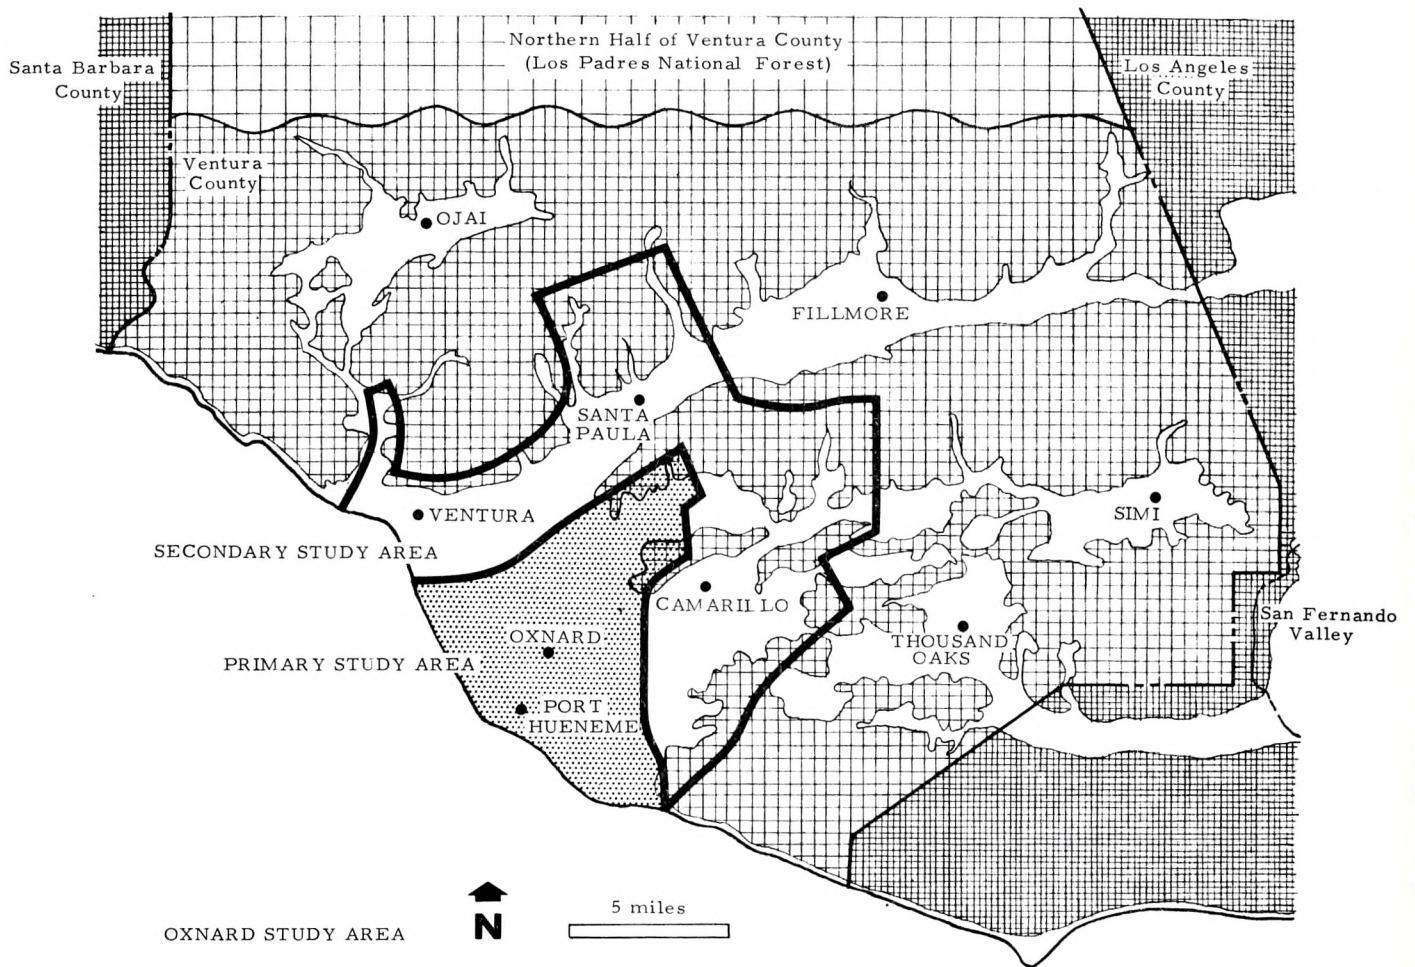 Northern Half of Ventura County
(Los Padres National Forest)
Santa Barbara
County
Los Angeles
County
Ventura
County
OJAI
FILLMORE
SANTA
PAULA
VENTURA
SIMI
SECONDARY STUDY AREA
CAMARILLO
San Fernando
Valley
OXNARD
THOUSAND
OAKS
PRIMARY STUDY AREA
PORT
HUENEME
5 miles
N
OXNARD STUDY AREA